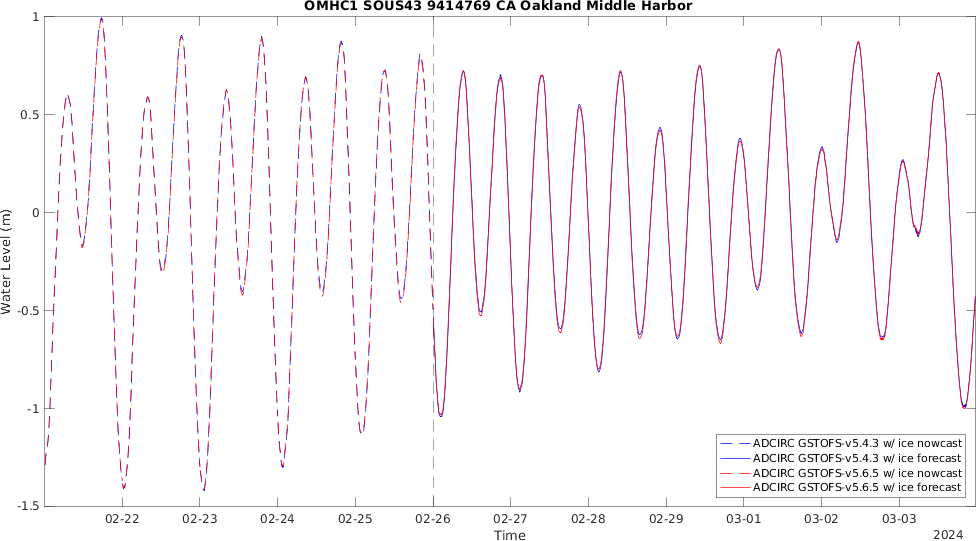 OMHC1 SOUS43 9414769 CA Oakland Middle Harbor
1
0.5
0
-0.5
-1
-1.5
Water Level (m)
02-22 02-23 02-24 02-25 02-26 02-27 02-28 02-29 03-01 03-02 03-03
Time
2024
ADCIRC GSTOFS-v5.4.3 w/ ice nowcast
ADCIRC GSTOFS-v5.4.3 w/ ice forecast
ADCIRC GSTOFS-v5.6.5 w/ ice nowcast
ADCIRC GSTOFS-v5.6.5 w/ ice forecast